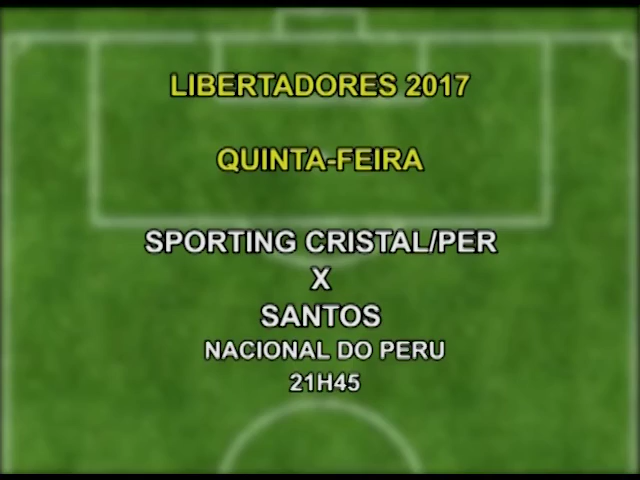 LIBERTADORES 2017
QUINTA-FEIRA
SPORTING CRISTAL/PER
X
SANTOS
NACIONAL DO PERU
21H45